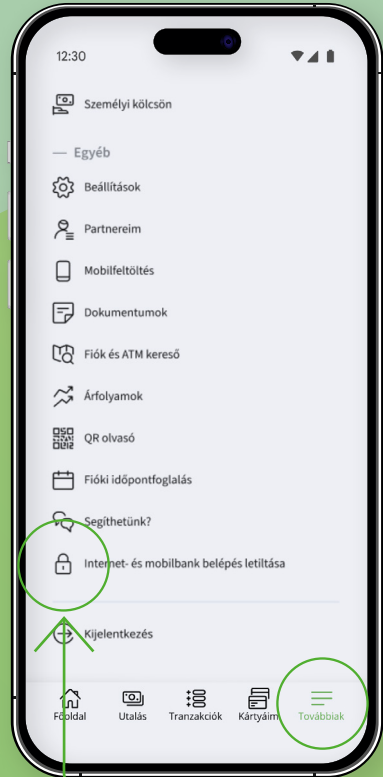 12:30
Személyi kölcsön
Egyéb
Beállítások
Partnereim
Mobilfeltöltés
Dokumentumok
Fiók és ATM kereső
Árfolyamok
QR olvasó
Fióki időpontfoglalás
Segíthetünk?
Internet- és mobilbank belépés letiltása
Kijelentkezés
Főoldal Utalás Tranzakciók Kártyáim Továbbiak